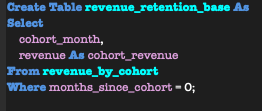 Create Table revenue_retention_base As
Select
    cohort_month,
    revenue As cohort_revenue
From revenue_by_cohort
Where months_since_cohort = 0;